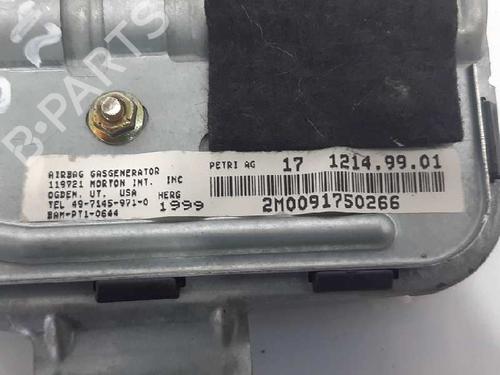 B-PARTS
AIRBAG GASGENERATOR
119721 MORTON INT. INC
OGDEN. UT. USA
TEL 49-7145-971-0 HERG
BAM-PT1-0644 1999
PETRI AG 17 1214.99.01
2M0091750266